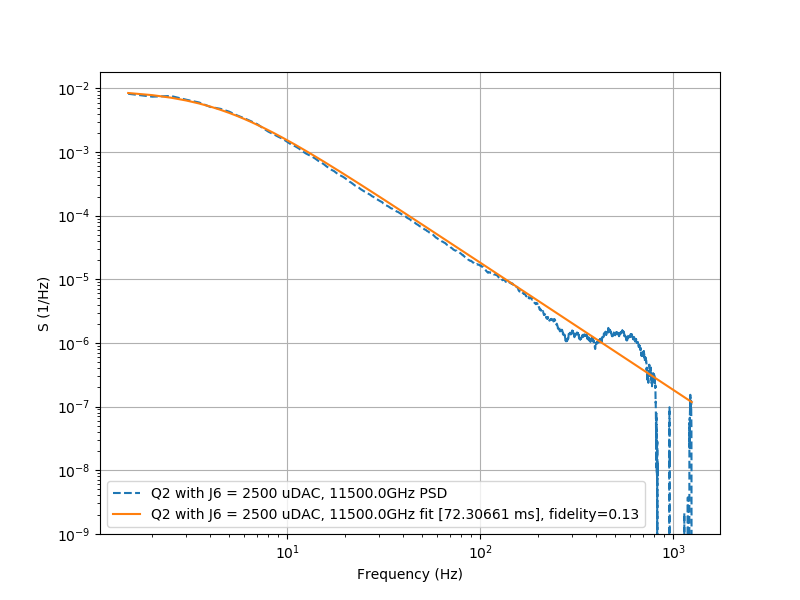 10⁻²
10⁻³
10⁻⁴
10⁻⁵
10⁻⁶
10⁻⁷
10⁻⁸
10⁻⁹
S (1/Hz)
Q2 with J6 = 2500 uDAC, 11500.0GHz PSD
Q2 with J6 = 2500 uDAC, 11500.0GHz fit [72.30661 ms], fidelity=0.13
10¹ 10² 10³
Frequency (Hz)